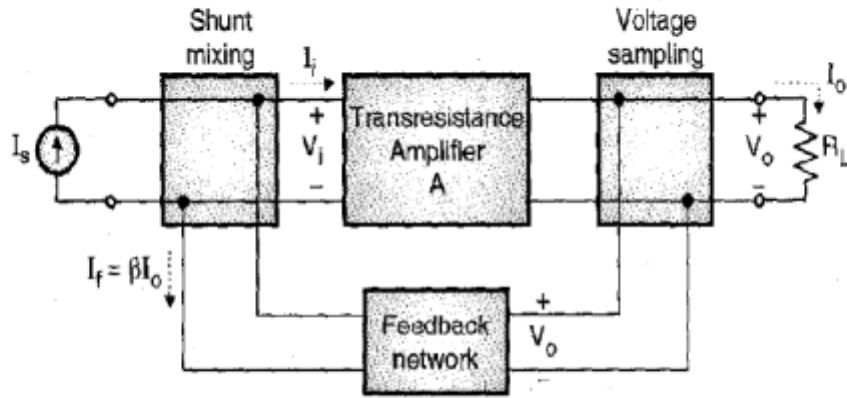 Shunt
mixing
Voltage
sampling
I_i
I_o
I_s
+
V_i
−
Transresistance
Amplifier
A
+
V_o
−
R_L
I_f = βI_o
Feedback
network
+
V_o
−